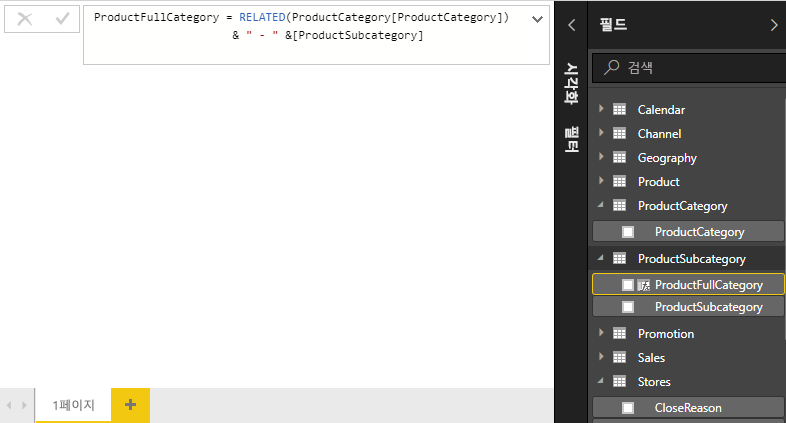 ProductFullCategory = RELATED(ProductCategory[ProductCategory])
& " - " &[ProductSubcategory]
1페이지
시각화
필터
필드
검색
Calendar
Channel
Geography
Product
ProductCategory
ProductCategory
ProductSubcategory
ProductFullCategory
ProductSubcategory
Promotion
Sales
Stores
CloseReason